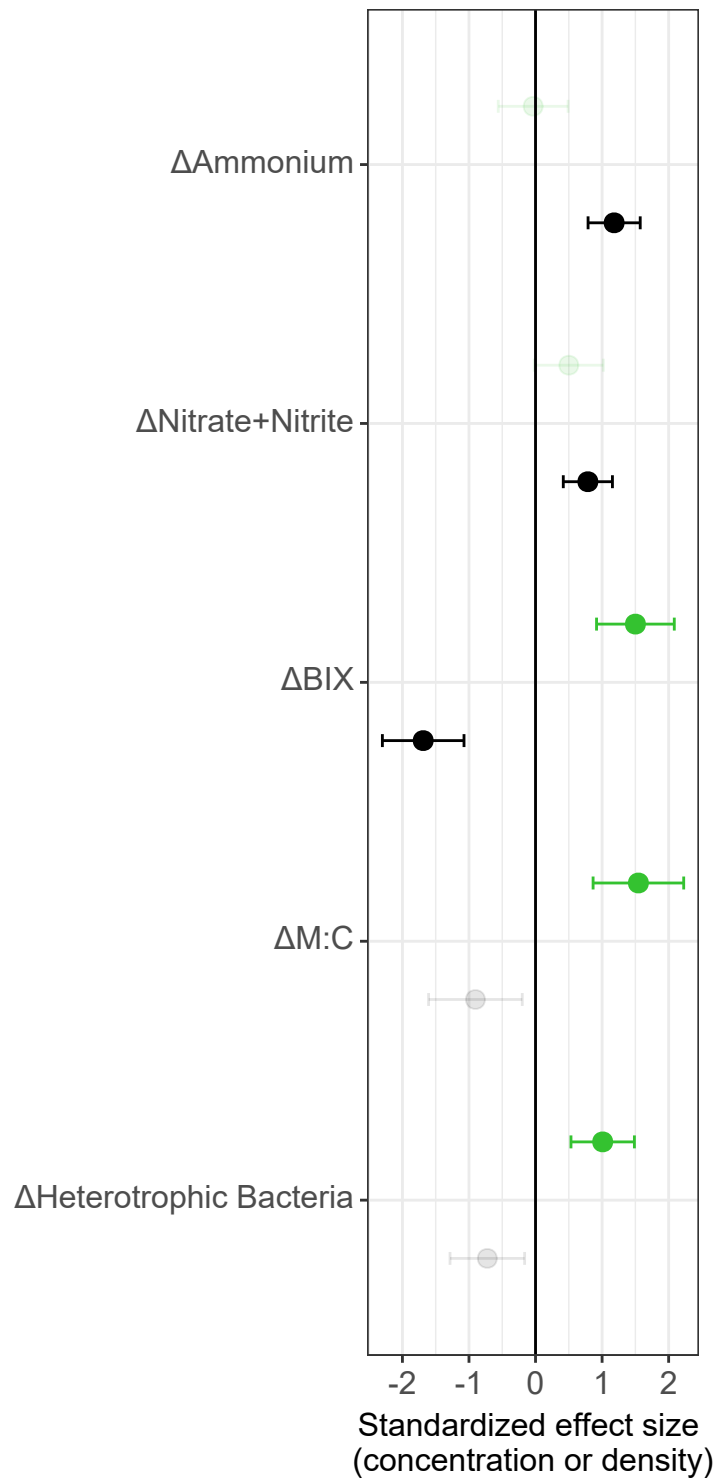 ΔAmmonium
ΔNitrate+Nitrite
ΔBIX
ΔM:C
ΔHeterotrophic Bacteria
-2 -1 0 1 2
Standardized effect size
(concentration or density)